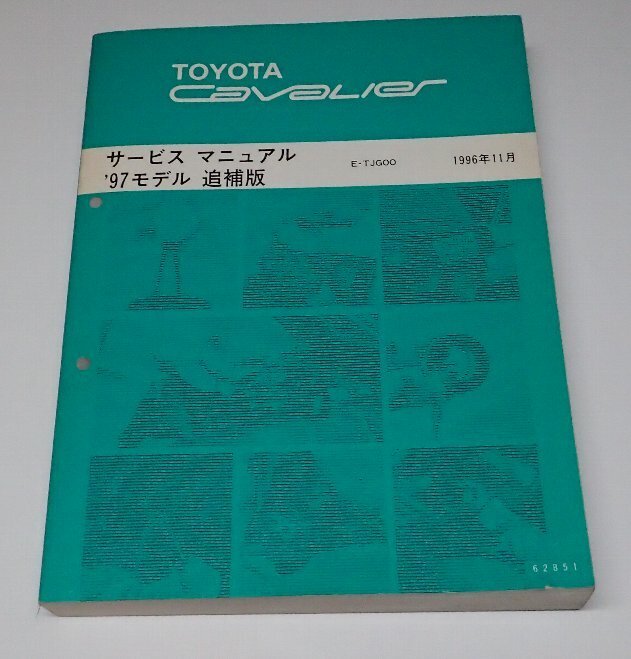 TOYOTA
Cavalier
サービス マニュアル E-TJG00 1996年11月
'97モデル 追補版
62851